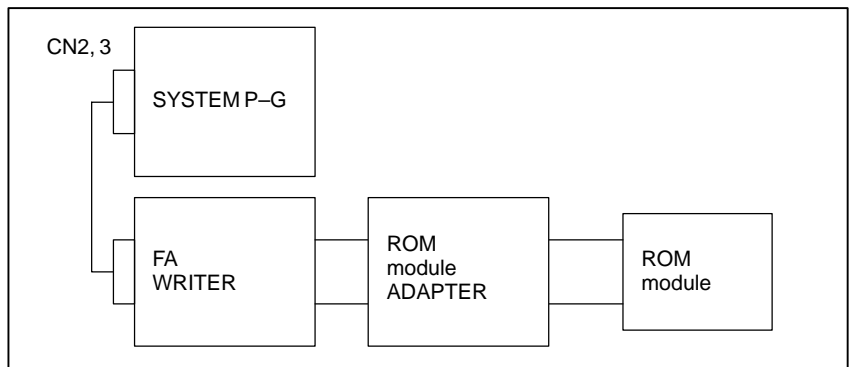 CN2, 3
SYSTEM P–G
FA
WRITER
ROM
module
ADAPTER
ROM
module